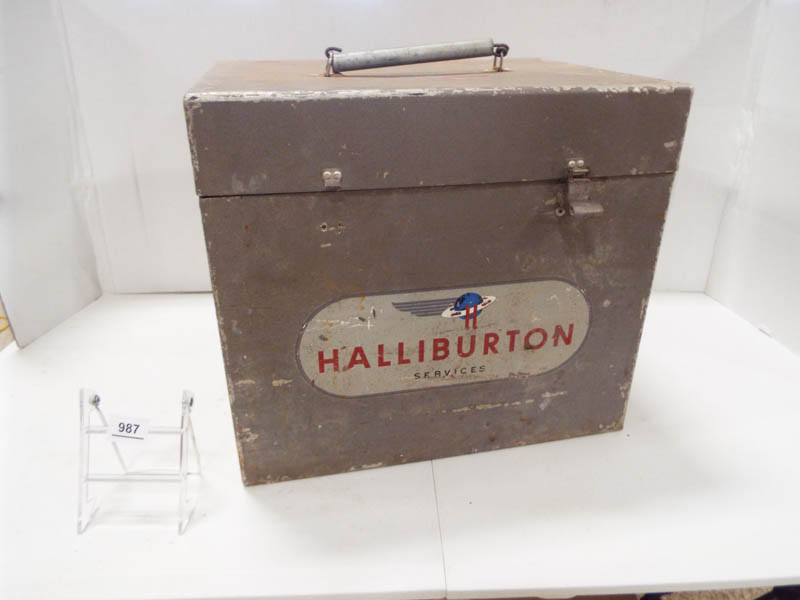 H
HALLIBURTON
SERVICES
987